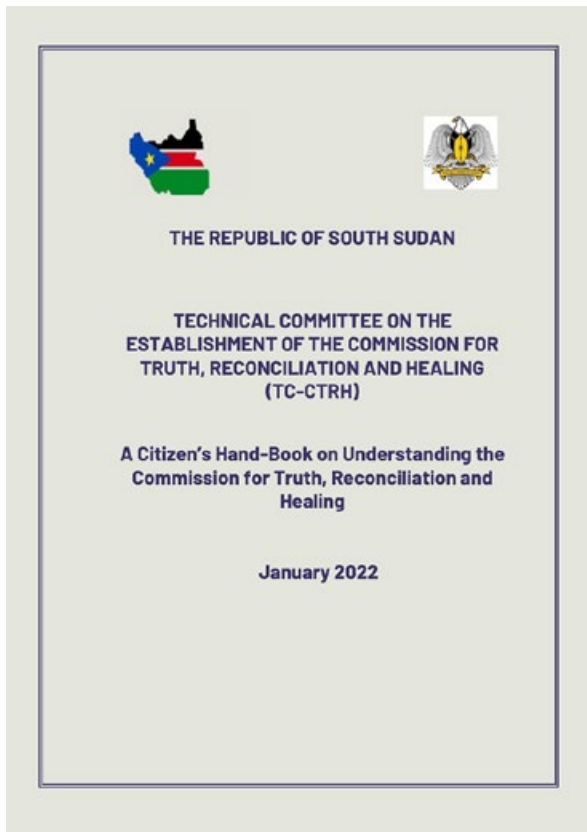 THE REPUBLIC OF SOUTH SUDAN
TECHNICAL COMMITTEE ON THE
ESTABLISHMENT OF THE COMMISSION FOR
TRUTH, RECONCILIATION AND HEALING
(TC-CTRH)
A Citizen's Hand-Book on Understanding the
Commission for Truth, Reconciliation and
Healing
January 2022